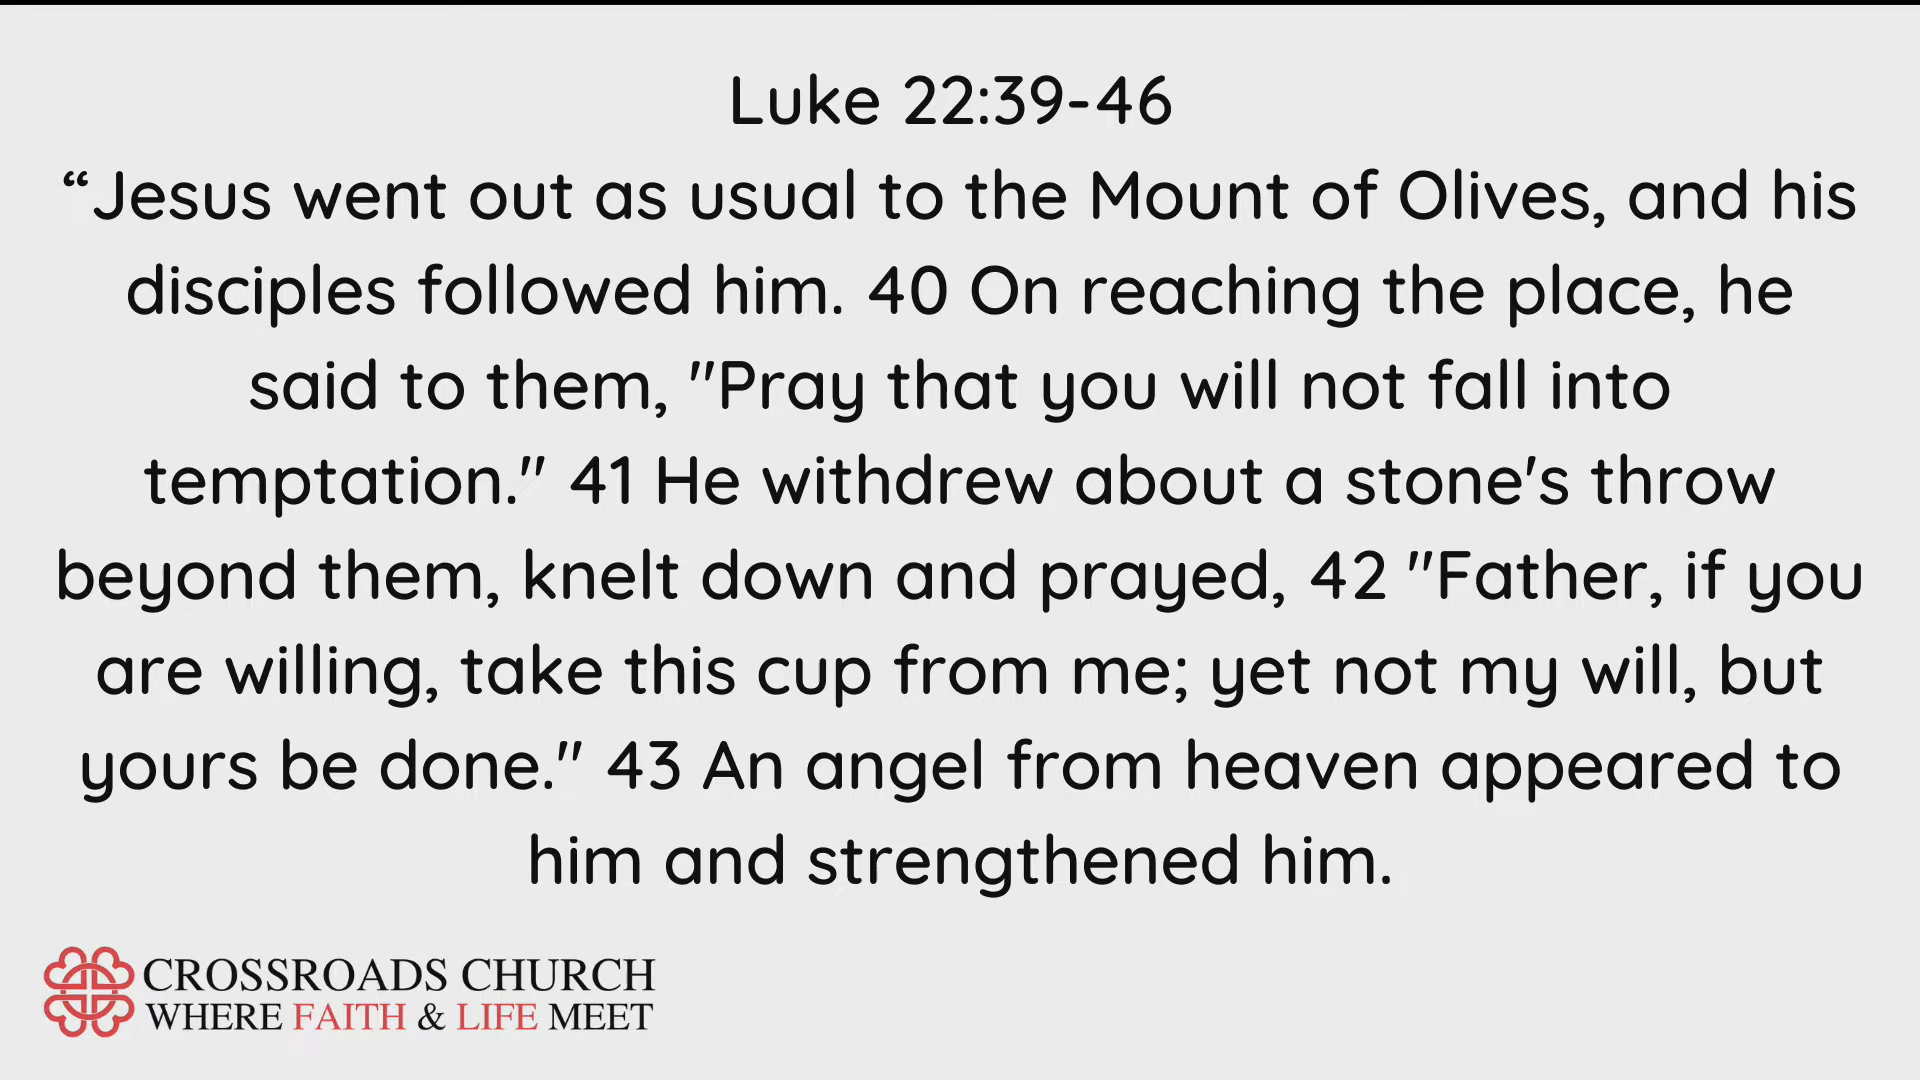 Luke 22:39-46
“Jesus went out as usual to the Mount of Olives, and his
disciples followed him. 40 On reaching the place, he
said to them, "Pray that you will not fall into
temptation." 41 He withdrew about a stone's throw
beyond them, knelt down and prayed, 42 "Father, if you
are willing, take this cup from me; yet not my will, but
yours be done." 43 An angel from heaven appeared to
him and strengthened him.
CROSSROADS CHURCH
WHERE FAITH & LIFE MEET